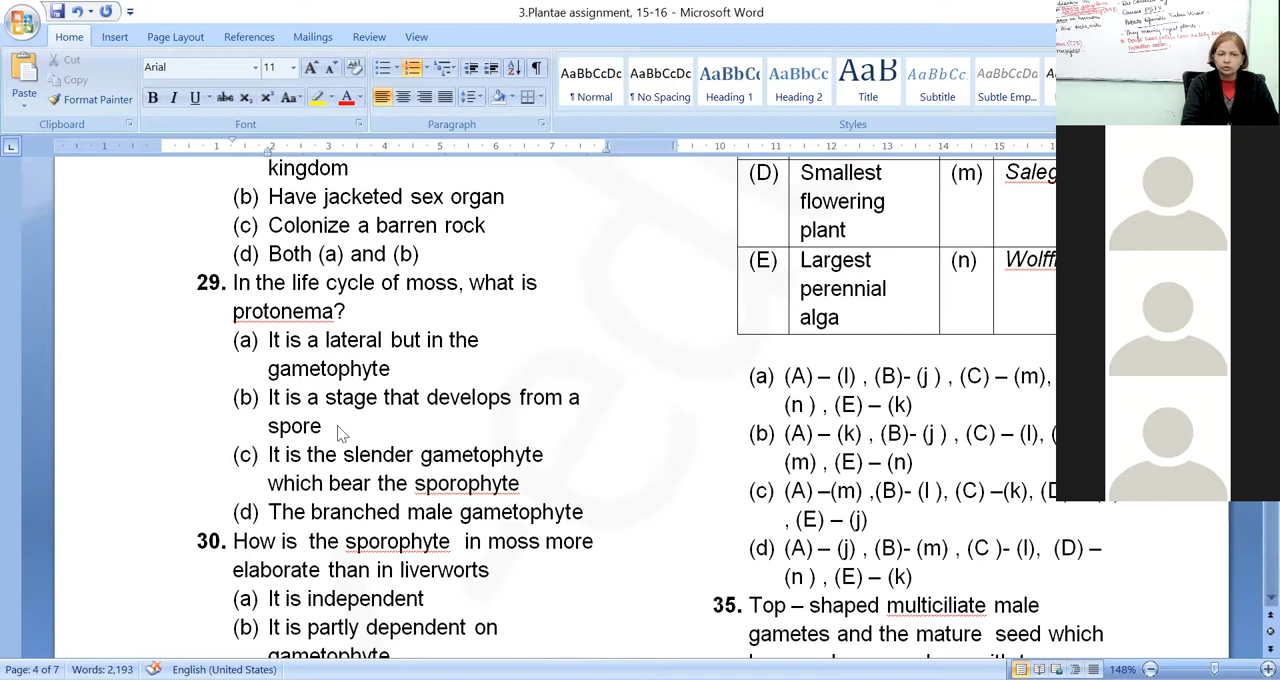 3.Plantae assignment, 15-16 - Microsoft Word
Home Insert Page Layout References Mailings Review View
Cut
Copy
Paste
Format Painter
Arial 11
AaBbCcDc AaBbCcDc AaBbCc AaBbCc AaB AaBbCcL AaBbCcDc
¶ Normal ¶ No Spacing Heading 1 Heading 2 Title Subtitle Subtle Emp...
Clipboard Font Paragraph Styles
kingdom
(b) Have jacketed sex organ
(c) Colonize a barren rock
(d) Both (a) and (b)
29. In the life cycle of moss, what is
protonema?
(a) It is a lateral but in the
gametophyte
(b) It is a stage that develops from a
spore
(c) It is the slender gametophyte
which bear the sporophyte
(d) The branched male gametophyte
30. How is the sporophyte in moss more
elaborate than in liverworts
(a) It is independent
(b) It is partly dependent on
gametophyte
(D) Smallest (m) Saleg
flowering
plant
(E) Largest (n) Wolff
perennial
alga
(a) (A) – (l) , (B)- (j ) , (C) – (m),
(n ) , (E) – (k)
(b) (A) – (k) , (B)- (j ) , (C) – (l),
(m) , (E) – (n)
(c) (A) –(m) ,(B)- (l ), (C) –(k),
, (E) – (j)
(d) (A) – (j) , (B)- (m) , (C )- (l), (D) –
(n ) , (E) – (k)
35. Top – shaped multiciliate male
gametes and the mature seed which
Page: 4 of 7 Words: 2,193 English (United States) 148%